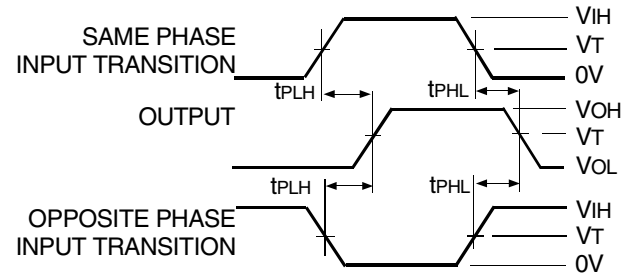 VIH
SAME PHASE
INPUT TRANSITION
VT
0V
tPLH
tPHL
OUTPUT
VOH
VT
VOL
tPLH
tPHL
OPPOSITE PHASE
INPUT TRANSITION
VIH
VT
0V